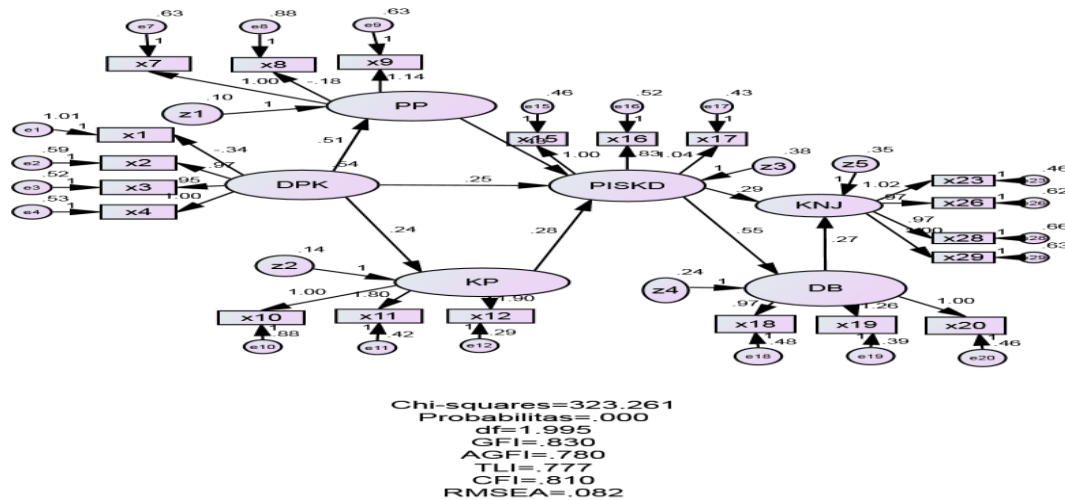 .63 .88 .63
e7 e8 e9
1 1 1
x7 x8 x9
1.00 -.18 1.14
.10
z1 1 PP
.46 .52 .43
e15 e16 e17
1 1 1
x15 x16 x17
1.00 .83 1.04
1.01
e1 1 x1
-.34
.59
e2 1 x2
.97
.52
e3 1 x3
.95
.53
e4 1 x4
1.00
.51
.54
DPK
.25
PISKD
.38
z3 1
.35
z5 1
.29
KNJ
1.02 x23 1 .46
.97 x26 1 .62
.97 x28 1 .66
x29 1 .63
.24
.28
.55
.27
.14
z2 1 KP
1.00 1.80 1.90
x10 x11 x12
1 1 1
.88 .42 .29
e10 e11 e12
.24
z4 1 DB
.97 1.26 1.00
x18 x19 x20
1 1 1
.48 .39 .46
e18 e19 e20
Chi-squares=323.261
Probabilitas=.000
df=1.995
GFI=.830
AGFI=.780
TLI=.777
CFI=.810
RMSEA=.082